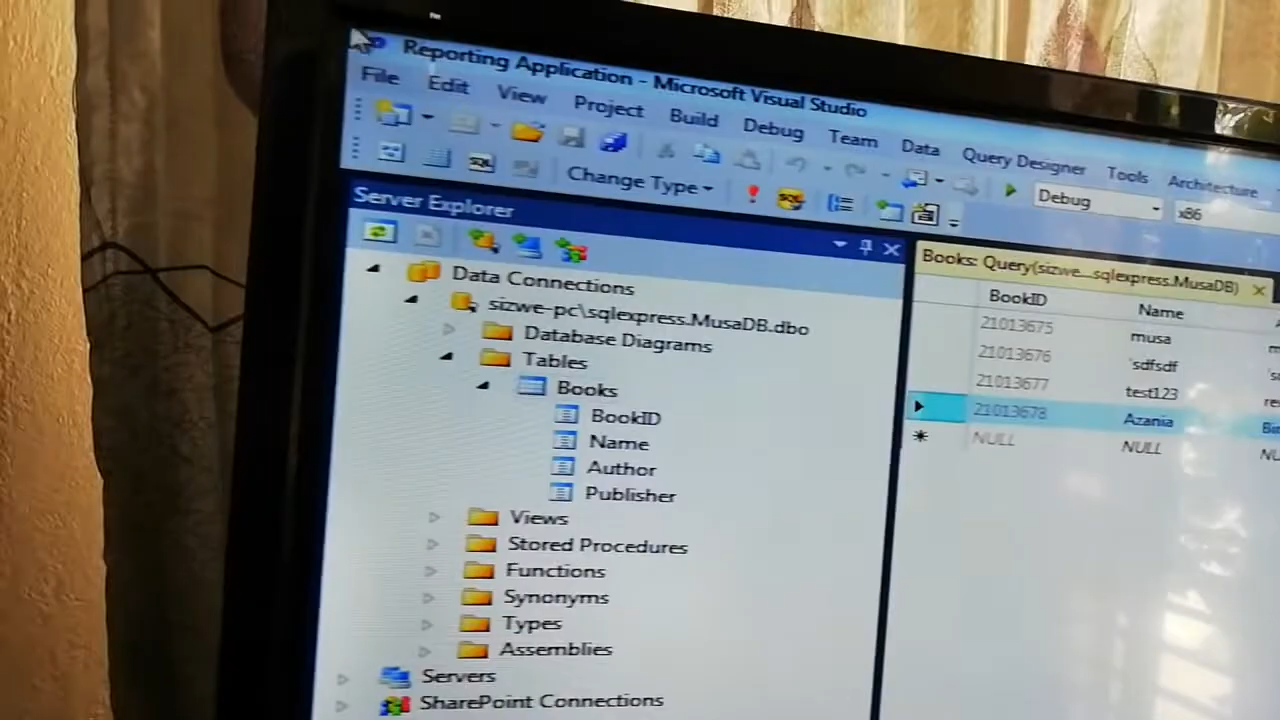 Reporting Application - Microsoft Visual Studio
File Edit View Project Build Debug Team Data Query Designer Tools Architecture
SQL Change Type SQL Debug x86
Server Explorer
Data Connections
sizwe-pc\sqlexpress.MusaDB.dbo
Database Diagrams
Tables
Books
BookID
Name
Author
Publisher
Views
Stored Procedures
Functions
Synonyms
Types
Assemblies
Servers
SharePoint Connections
Books: Query(sizwe...sqlexpress.MusaDB)
BookID Name
21013675 musa
21013676 'sdfsdf
21013677 test123
21013678 Azania
NULL NULL